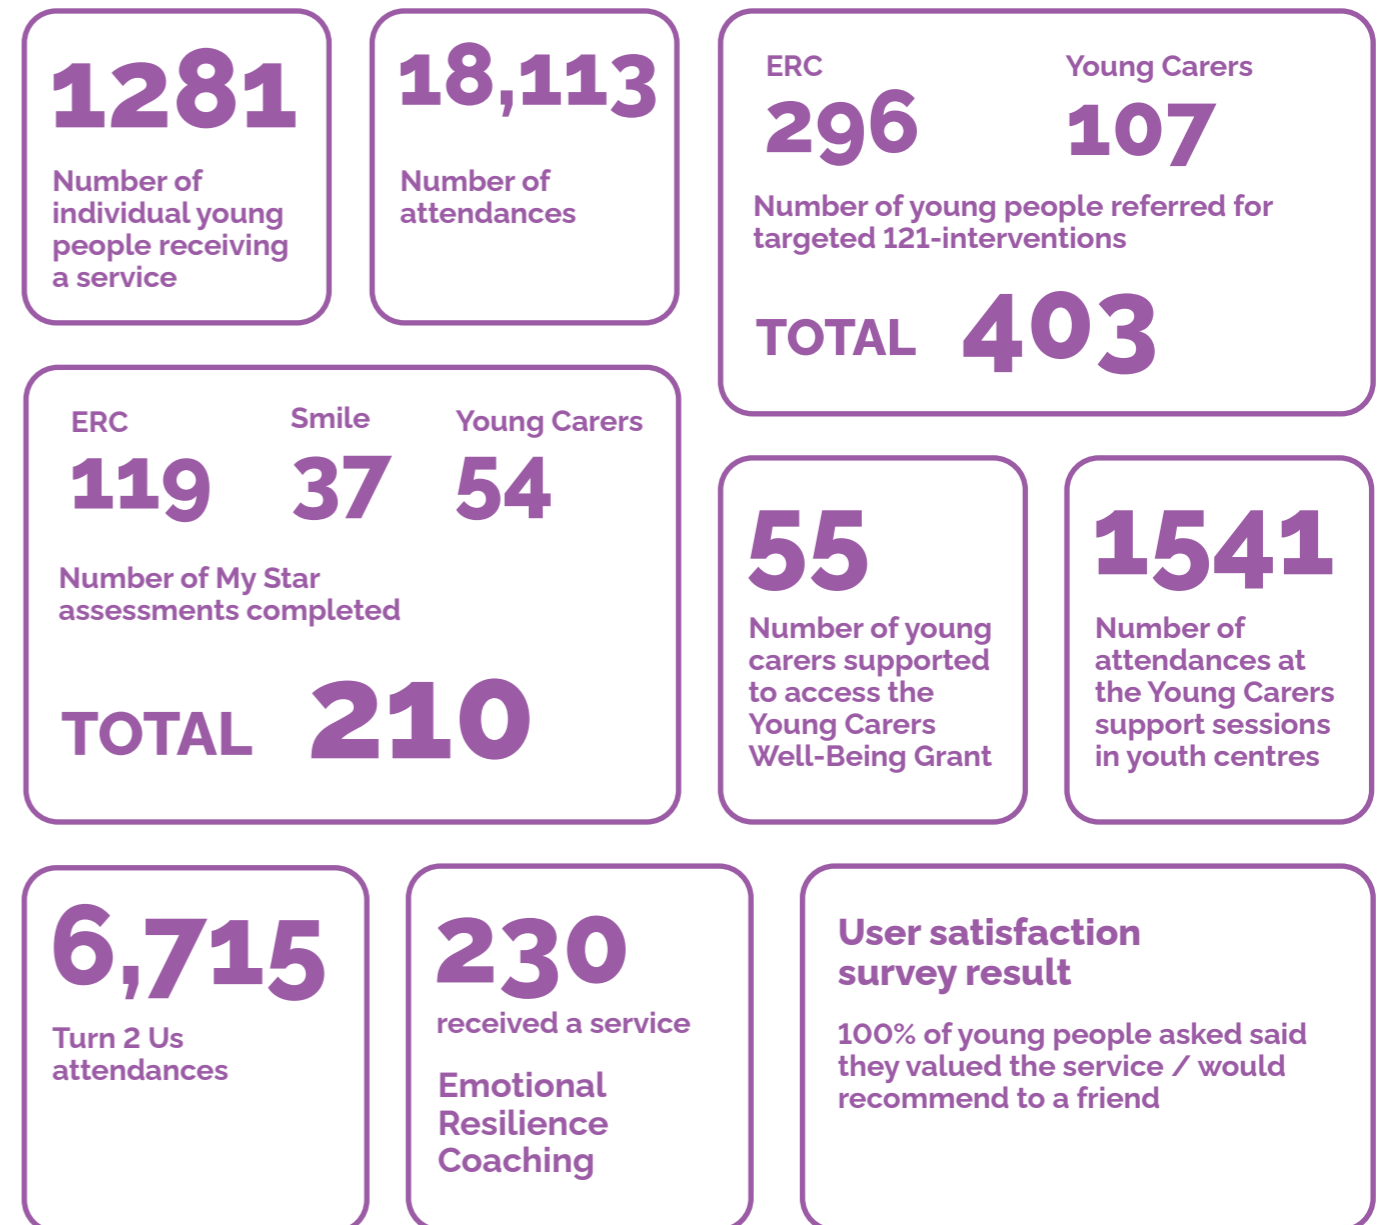 1281
Number of
individual young
people receiving
a service
18,113
Number of
attendances
ERC
Young Carers
296
107
Number of young people referred for
targeted 121-interventions
TOTAL 403
ERC
Smile
Young Carers
119
37
54
Number of My Star
assessments completed
TOTAL 210
55
Number of young
carers supported
to access the
Young Carers
Well-Being Grant
1541
Number of
attendances at
the Young Carers
support sessions
in youth centres
6,715
Turn 2 Us
attendances
230
received a service
Emotional
Resilience
Coaching
User satisfaction
survey result
100% of young people asked said
they valued the service / would
recommend to a friend